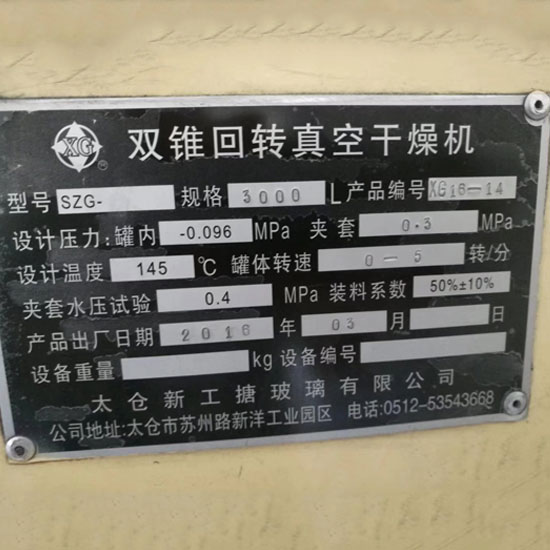 XG ® 双锥回转真空干燥机
型号 SZG- 规格 3000 L 产品编号 XG16-14
设计压力:罐内 -0.096 MPa 夹套 0.3 MPa
设计温度 145 ℃ 罐体转速 0-5 转/分
夹套水压试验 0.4 MPa 装料系数 50%±10%
产品出厂日期 2016 年 03 月 日
设备重量 kg 设备编号
太仓新工搪玻璃有限公司
公司地址:太仓市苏州路新洋工业园区 电话:0512-53543668